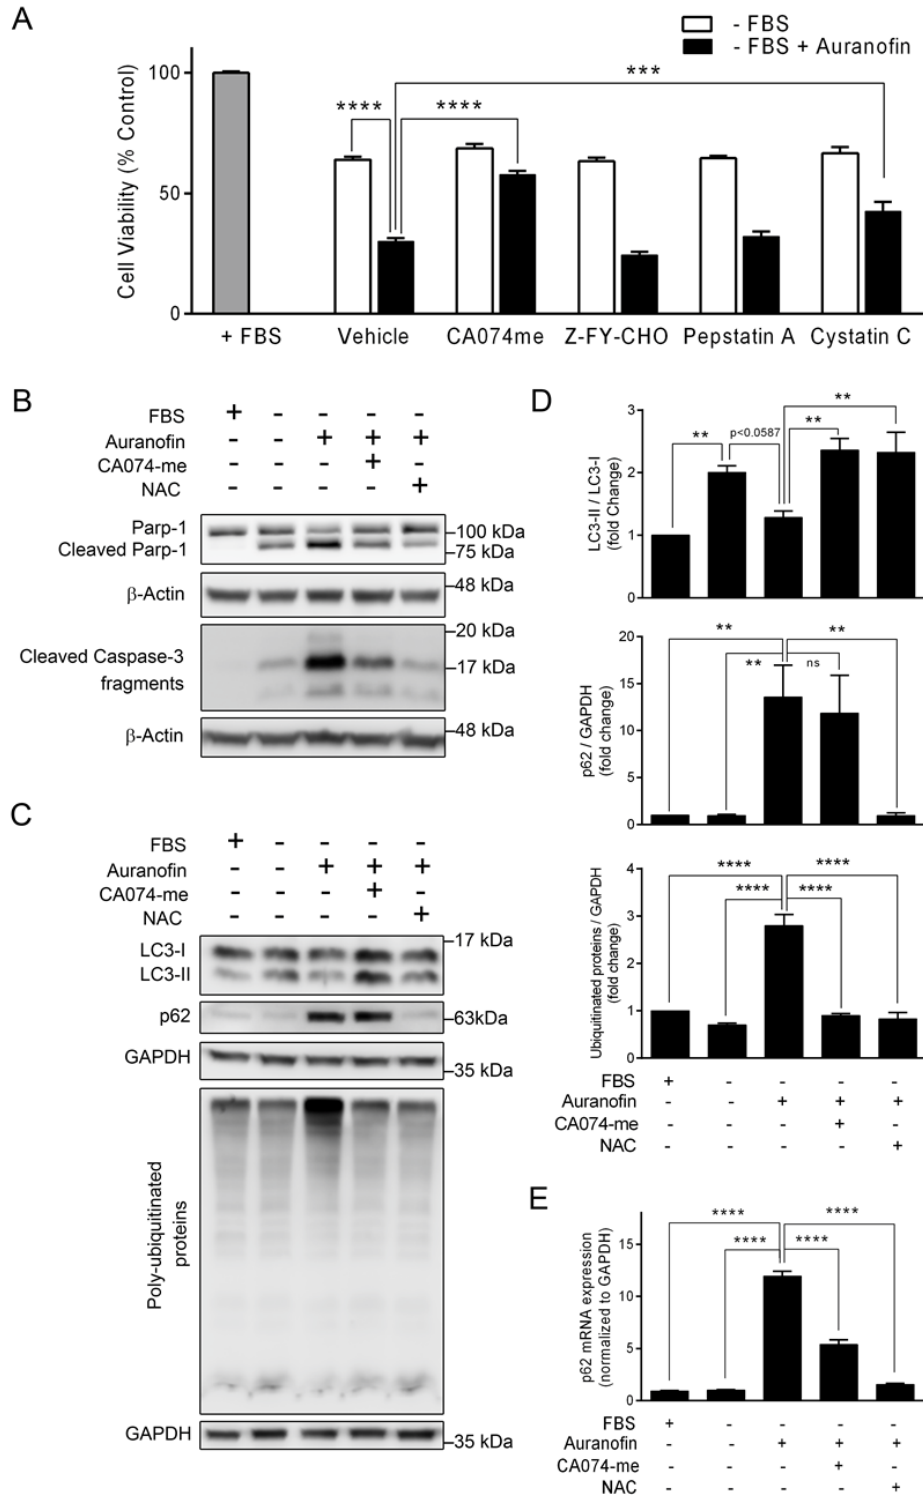 A
- FBS
- FBS + Auranofin
Cell Viability (% Control)
100
50
0
****
****
***
+ FBS Vehicle CA074me Z-FY-CHO Pepstatin A Cystatin C
B
FBS + - - - -
Auranofin - - + + +
CA074-me - - - + -
NAC - - - - +
Parp-1
Cleaved Parp-1
100 kDa
75 kDa
β-Actin
48 kDa
Cleaved Caspase-3
fragments
20 kDa
17 kDa
β-Actin
48 kDa
C
FBS + - - - -
Auranofin - - + + +
CA074-me - - - + -
NAC - - - - +
LC3-I
LC3-II
17 kDa
p62
63kDa
GAPDH
35 kDa
Poly-ubiquitinated
proteins
GAPDH
35 kDa
D
LC3-II / LC3-I
(fold Change)
3
2
1
0
**
p<0.0587
**
**
p62 / GAPDH
(fold change)
20
15
10
5
0
**
**
ns
**
Ubiquitinated proteins / GAPDH
(fold change)
4
3
2
1
0
****
****
****
****
FBS + - - - -
Auranofin - - + + +
CA074-me - - - + -
NAC - - - - +
E
p62 mRNA expression
(normalized to GAPDH)
15
10
5
0
****
****
****
****
FBS + - - - -
Auranofin - - + + +
CA074-me - - - + -
NAC - - - - +